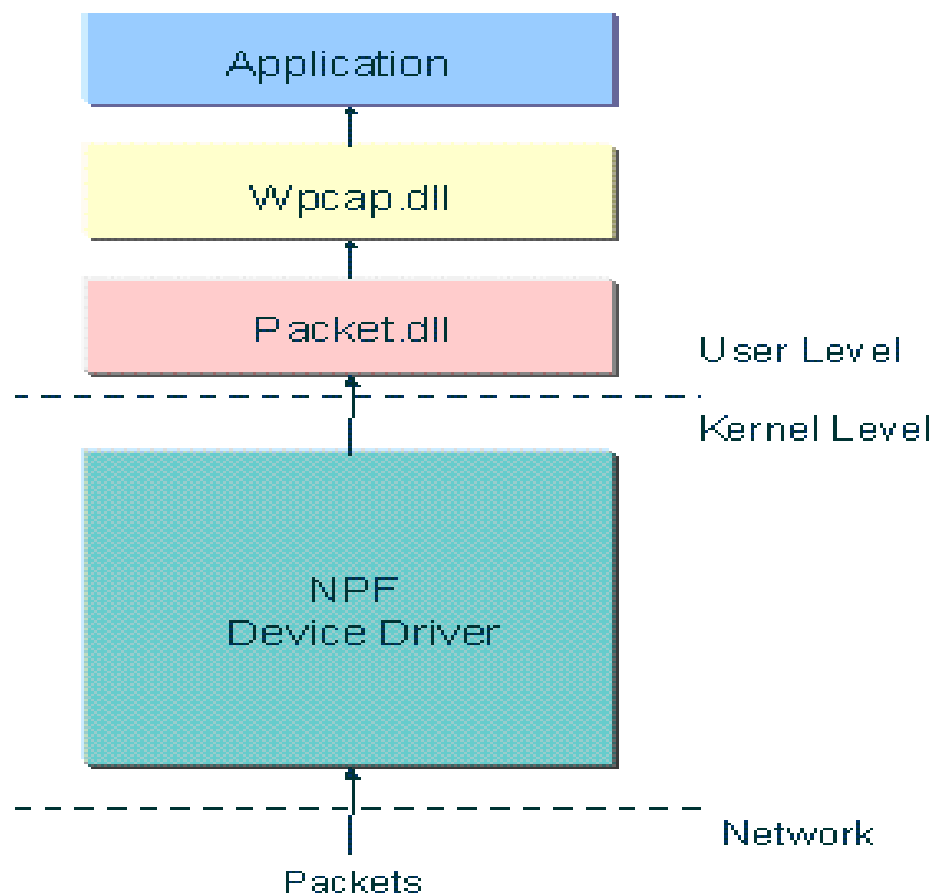 Application
Wpcap.dll
Packet.dll
User Level
Kernel Level
NPF
Device Driver
Network
Packets